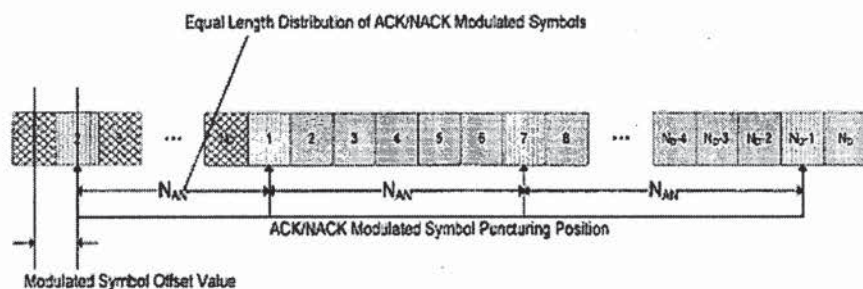 Equal Length Distribution of ACK/NACK Modulated Symbols
2 ... 1 2 3 4 5 6 7 8 ... N_D-4 N_D-3 N_D-2 N_D-1 N_D
N_AN N_AN N_AN
ACK/NACK Modulated Symbol Puncturing Position
Modulated Symbol Offset Value